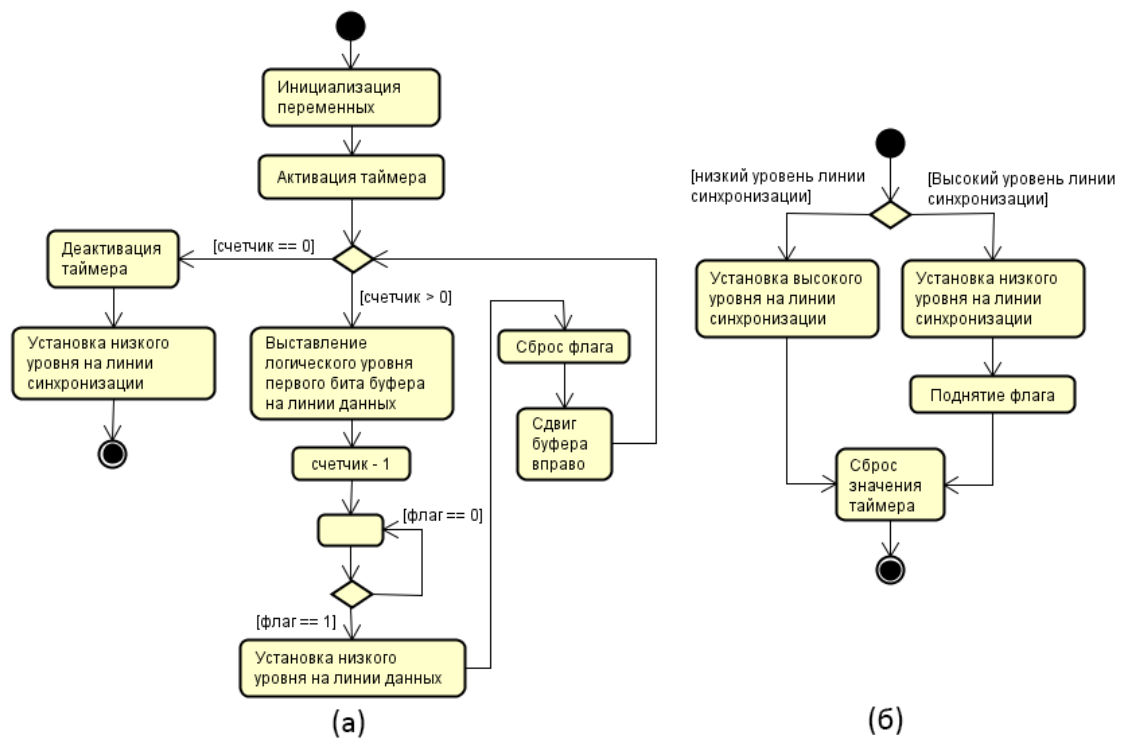 Инициализация
переменных
Активация таймера
[счетчик == 0]
Деактивация
таймера
[счетчик > 0]
Установка низкого
уровня на линии
синхронизации
Выставление
логического уровня
первого бита буфера
на линии данных
счетчик - 1
[флаг == 0]
[флаг == 1]
Установка низкого
уровня на линии данных
Сброс флага
Сдвиг
буфера
вправо
(а)
[низкий уровень линии
синхронизации]
[Высокий уровень линии
синхронизации]
Установка высокого
уровня на линии
синхронизации
Установка низкого
уровня на линии
синхронизации
Поднятие флага
Сброс
значения
таймера
(б)